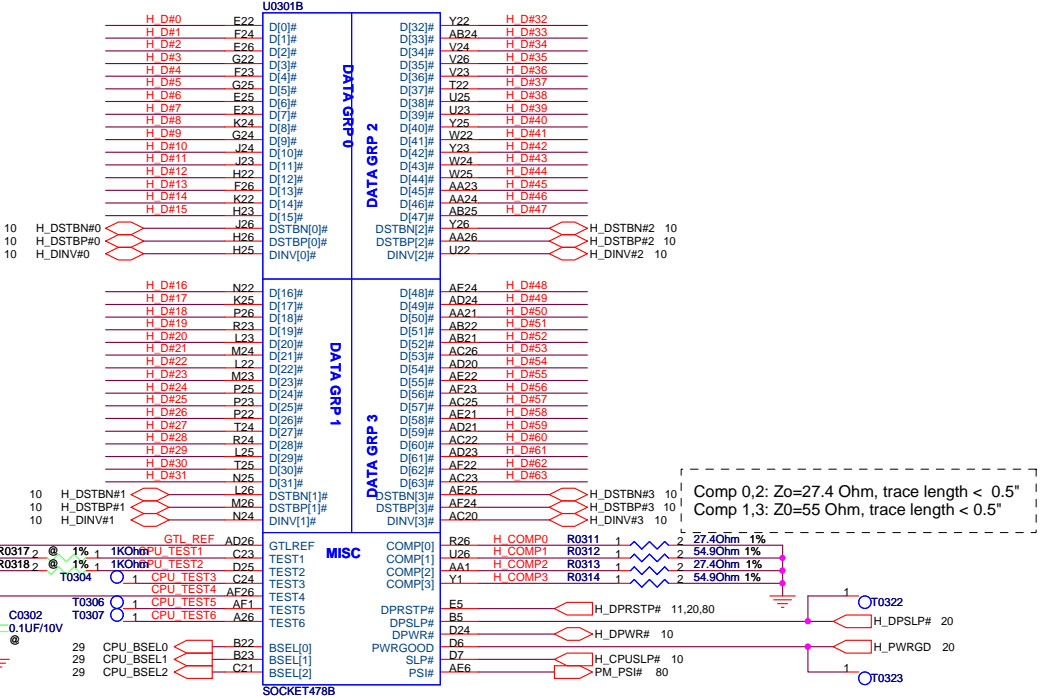 U0301B
H_D#0 E22 D[0]# D[32]# Y22 H_D#32
H_D#1 F24 D[1]# D[33]# AB24 H_D#33
H_D#2 E26 D[2]# D[34]# V24 H_D#34
H_D#3 G22 D[3]# D[35]# V26 H_D#35
H_D#4 F23 D[4]# D[36]# V23 H_D#36
H_D#5 G25 D[5]# D[37]# T22 H_D#37
H_D#6 E25 D[6]# D[38]# U25 H_D#38
H_D#7 E23 D[7]# D[39]# U23 H_D#39
H_D#8 K24 D[8]# D[40]# Y25 H_D#40
H_D#9 G24 D[9]# D[41]# W22 H_D#41
H_D#10 J24 D[10]# D[42]# Y23 H_D#42
H_D#11 J23 D[11]# D[43]# W24 H_D#43
H_D#12 H22 D[12]# D[44]# W25 H_D#44
H_D#13 F26 D[13]# D[45]# AA23 H_D#45
H_D#14 K22 D[14]# D[46]# AA24 H_D#46
H_D#15 H23 D[15]# D[47]# AB25 H_D#47
10 H_DSTBN#0 J26 DSTBN[0]# DSTBN[2]# Y26 H_DSTBN#2 10
10 H_DSTBP#0 H26 DSTBP[0]# DSTBP[2]# AA26 H_DSTBP#2 10
10 H_DINV#0 H25 DINV[0]# DINV[2]# U22 H_DINV#2 10
DATA GRP 0
DATA GRP 2
H_D#16 N22 D[16]# D[48]# AE24 H_D#48
H_D#17 K25 D[17]# D[49]# AD24 H_D#49
H_D#18 P26 D[18]# D[50]# AA21 H_D#50
H_D#19 R23 D[19]# D[51]# AB22 H_D#51
H_D#20 L23 D[20]# D[52]# AB21 H_D#52
H_D#21 M24 D[21]# D[53]# AC26 H_D#53
H_D#22 L22 D[22]# D[54]# AD20 H_D#54
H_D#23 M23 D[23]# D[55]# AE22 H_D#55
H_D#24 P25 D[24]# D[56]# AF23 H_D#56
H_D#25 P23 D[25]# D[57]# AC25 H_D#57
H_D#26 P22 D[26]# D[58]# AE21 H_D#58
H_D#27 T24 D[27]# D[59]# AD21 H_D#59
H_D#28 R24 D[28]# D[60]# AC22 H_D#60
H_D#29 L25 D[29]# D[61]# AD23 H_D#61
H_D#30 T25 D[30]# D[62]# AF22 H_D#62
H_D#31 N25 D[31]# D[63]# AC23 H_D#63
10 H_DSTBN#1 L26 DSTBN[1]# DSTBN[3]# AE25 H_DSTBN#3 10
10 H_DSTBP#1 M26 DSTBP[1]# DSTBP[3]# AF24 H_DSTBP#3 10
10 H_DINV#1 N24 DINV[1]# DINV[3]# AC20 H_DINV#3 10
DATA GRP 1
DATA GRP 3
Comp 0,2: Zo=27.4 Ohm, trace length < 0.5"
Comp 1,3: Z0=55 Ohm, trace length < 0.5"
MISC
GTL_REF AD26 GTLREF COMP[0] R26 H_COMP0 R0311 1 2 27.4Ohm 1%
R0317 2 @ 1% 1 1KOhm CPU_TEST1 C23 TEST1 COMP[1] U26 H_COMP1 R0312 1 2 54.9Ohm 1%
R0318 2 @ 1% 1 1KOhm CPU_TEST2 D25 TEST2 COMP[2] AA1 H_COMP2 R0313 1 2 27.4Ohm 1%
T0304 1 CPU_TEST3 C24 TEST3 COMP[3] Y1 H_COMP3 R0314 1 2 54.9Ohm 1%
CPU_TEST4 AF26 TEST4
T0306 1 CPU_TEST5 AF1 TEST5 DPRSTP# E5 H_DPRSTP# 11,20,80
T0307 1 CPU_TEST6 A26 TEST6 DPSLP# B5 H_DPSLP# 20
1 T0322
C0302
0.1UF/10V
@
DPWR# D24 H_DPWR# 10
29 CPU_BSEL0 B22 BSEL[0] PWRGOOD D6 H_PWRGD 20
29 CPU_BSEL1 B23 BSEL[1] SLP# D7 H_CPUSLP# 10
29 CPU_BSEL2 C21 BSEL[2] PSI# AE6 PM_PSI# 80
1 T0323
SOCKET478B